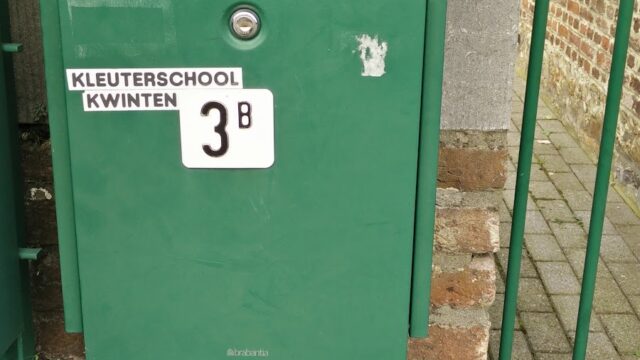 KLEUTERSCHOOL
KWINTEN
3B
brabantia